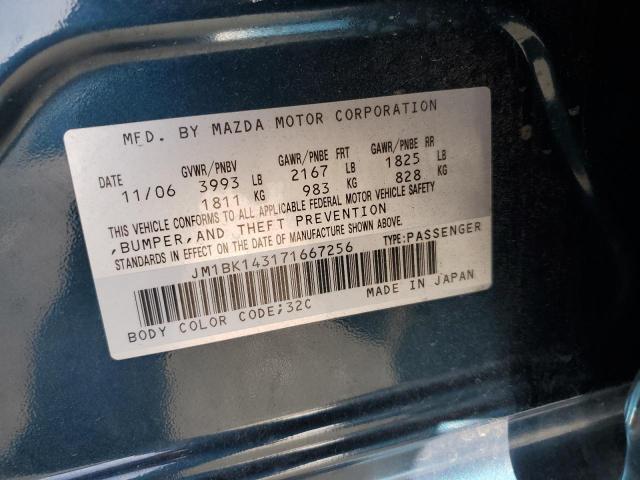 MFD. BY MAZDA MOTOR CORPORATION
GVWR/PNBV GAWR/PNBE FRT GAWR/PNBE RR
DATE 11/06 3993 LB 2167 LB 1825 LB
1811 KG 983 KG 828 KG
THIS VEHICLE CONFORMS TO ALL APPLICABLE FEDERAL MOTOR VEHICLE SAFETY
,BUMPER,AND THEFT PREVENTION
STANDARDS IN EFFECT ON THE DATE OF MANUFACTURE SHOWN ABOVE.
JM1BK143171667256 TYPE:PASSENGER
BODY COLOR CODE;32C MADE IN JAPAN